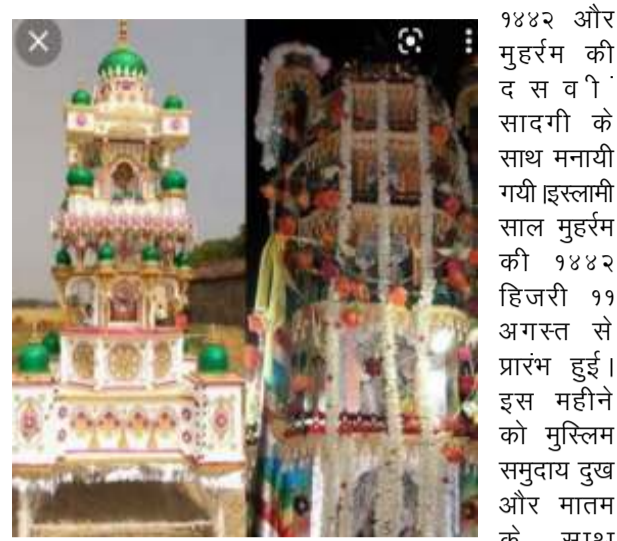 १४४२ और
मुहर्रम की
द स वीं
सादगी के
साथ मनायी
गयी।इस्लामी
साल मुहर्रम
की १४४२
हिजरी ११
अगस्त से
प्रारंभ हुई।
इस महीने
को मुस्लिम
समुदाय दुख
और मातम
के साथ